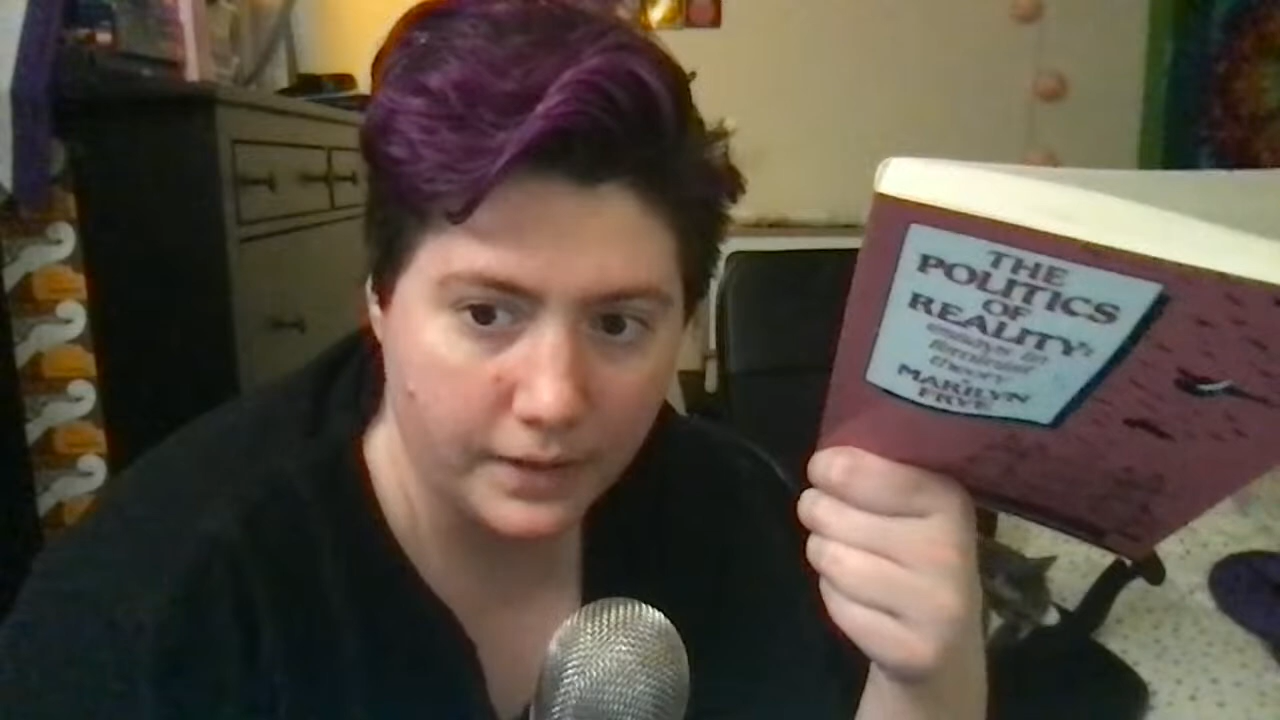 THE
POLITICS
OF
REALITY:
essays in
feminist
theory
MARILYN
FRYE